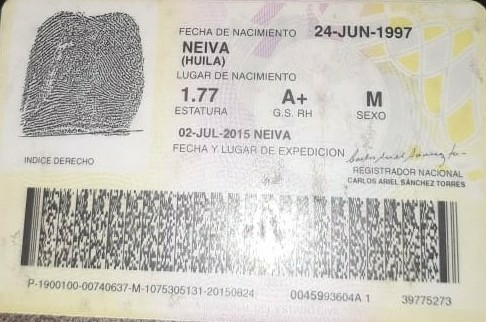 FECHA DE NACIMIENTO 24-JUN-1997
NEIVA
(HUILA)
LUGAR DE NACIMIENTO
1.77 A+ M
ESTATURA G.S. RH SEXO
02-JUL-2015 NEIVA
FECHA Y LUGAR DE EXPEDICION
INDICE DERECHO
REGISTRADOR NACIONAL
CARLOS ARIEL SÁNCHEZ TORRES
P-1900100-00740637-M-1075305131-20150824 0045993604A 1 39775273